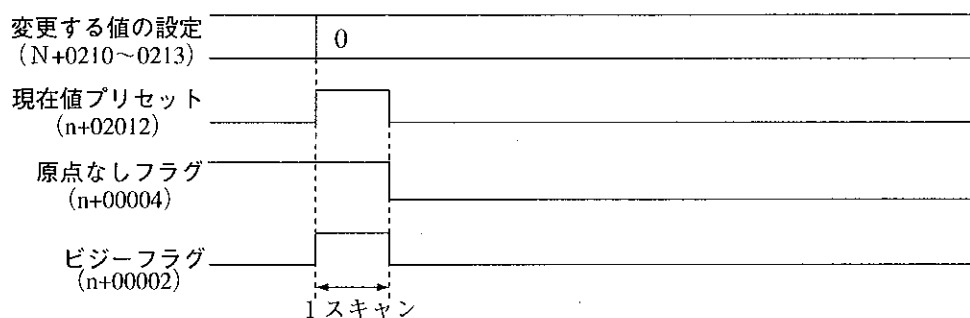 変更する値の設定
(N+0210～0213)
0
現在値プリセット
(n+02012)
原点なしフラグ
(n+00004)
ビジーフラグ
(n+00002)
1スキャン